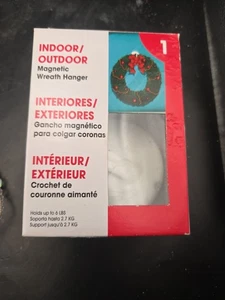 1
INDOOR/
OUTDOOR
Magnetic
Wreath Hanger
INTERIORES/
EXTERIORES
Gancho magnético
para colgar coronas
INTÉRIEUR/
EXTÉRIEUR
Crochet de
couronne aimanté
Holds up to 6 LBS
Soporta hasta 2.7 KG
Support jusqu'á 2.7 KG